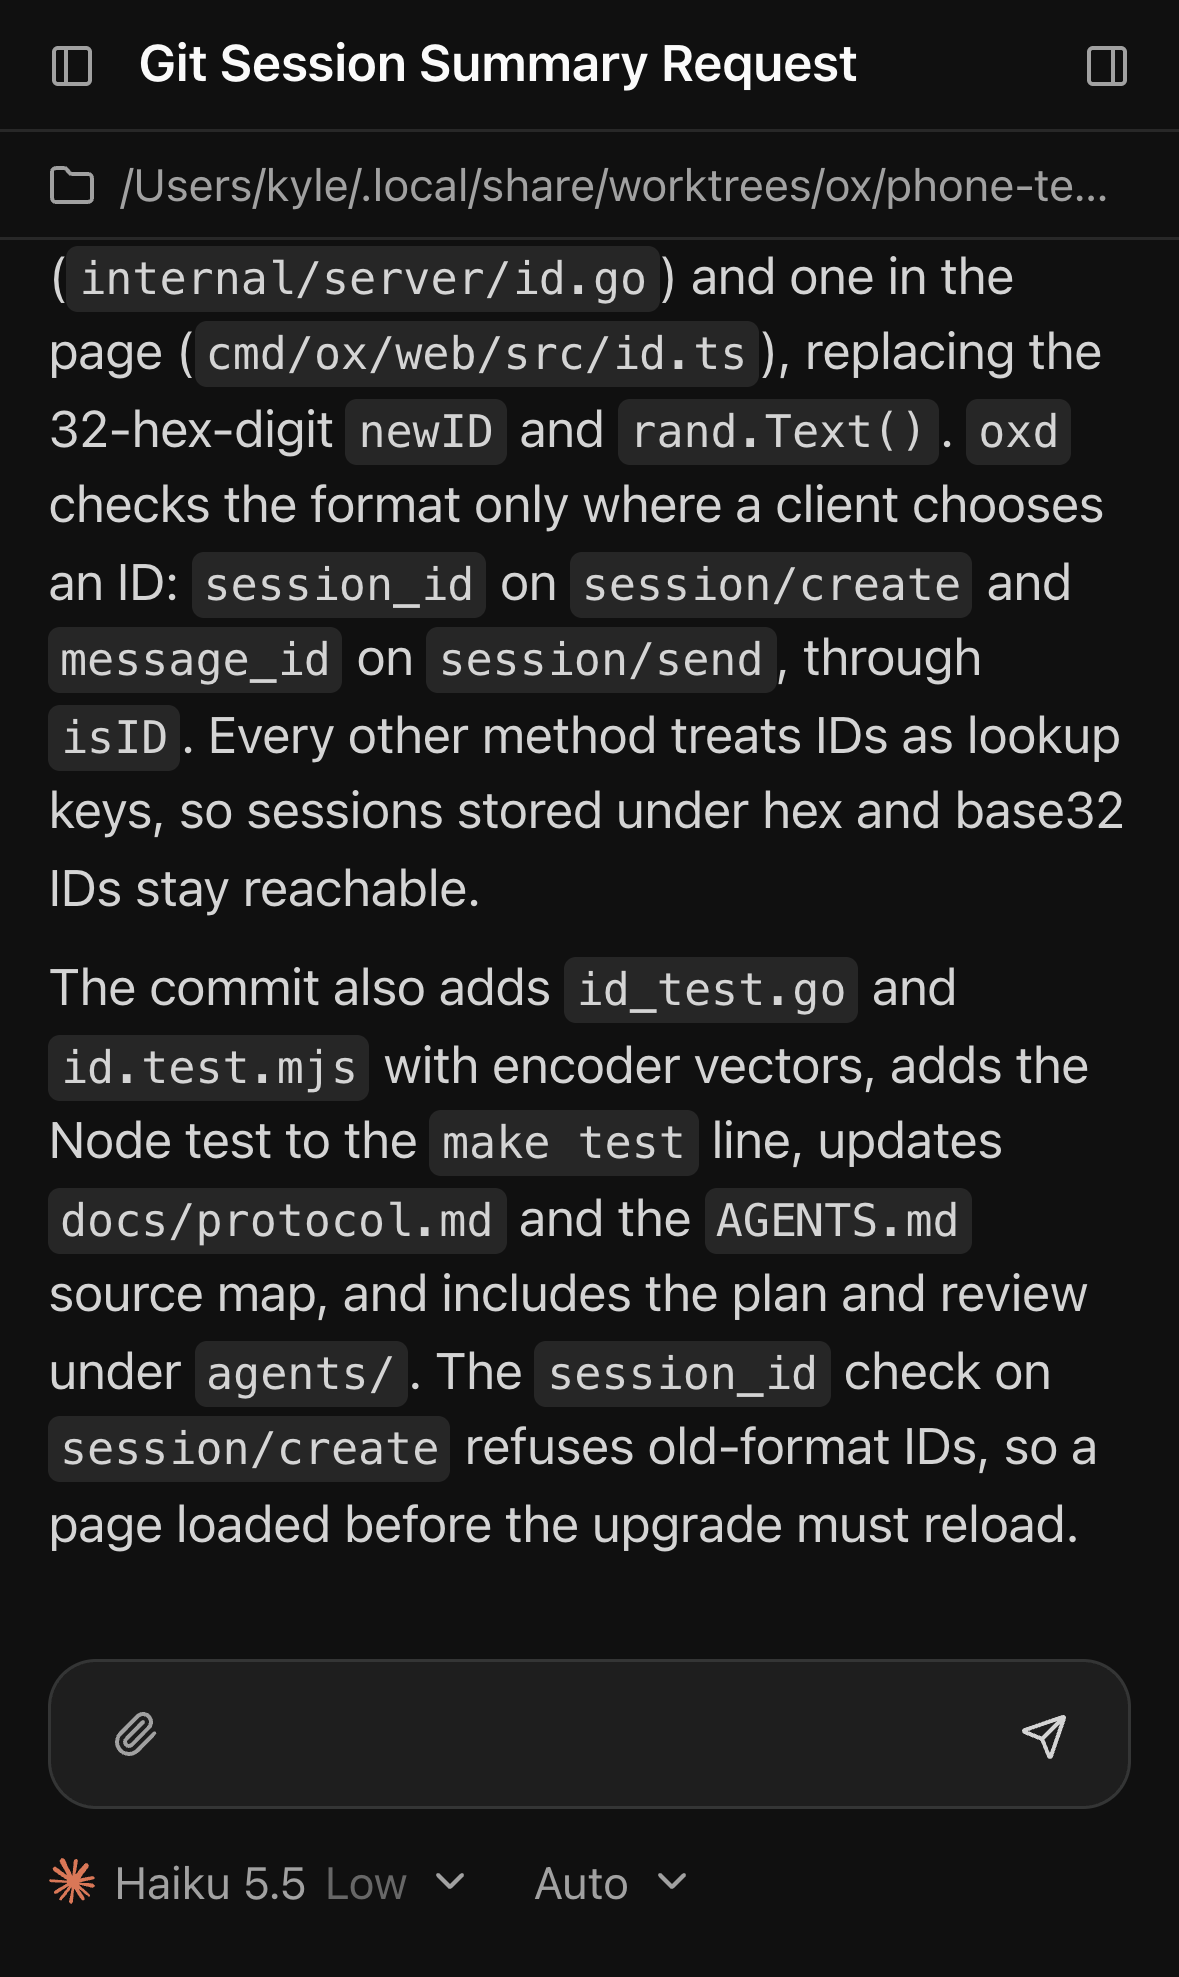 Git Session Summary Request
/Users/kyle/.local/share/worktrees/ox/phone-te...
(internal/server/id.go) and one in the
page (cmd/ox/web/src/id.ts), replacing the
32-hex-digit newID and rand.Text(). oxd
checks the format only where a client chooses
an ID: session_id on session/create and
message_id on session/send, through
isID. Every other method treats IDs as lookup
keys, so sessions stored under hex and base32
IDs stay reachable.
The commit also adds id_test.go and
id.test.mjs with encoder vectors, adds the
Node test to the make test line, updates
docs/protocol.md and the AGENTS.md
source map, and includes the plan and review
under agents/. The session_id check on
session/create refuses old-format IDs, so a
page loaded before the upgrade must reload.
Haiku 5.5 Low Auto